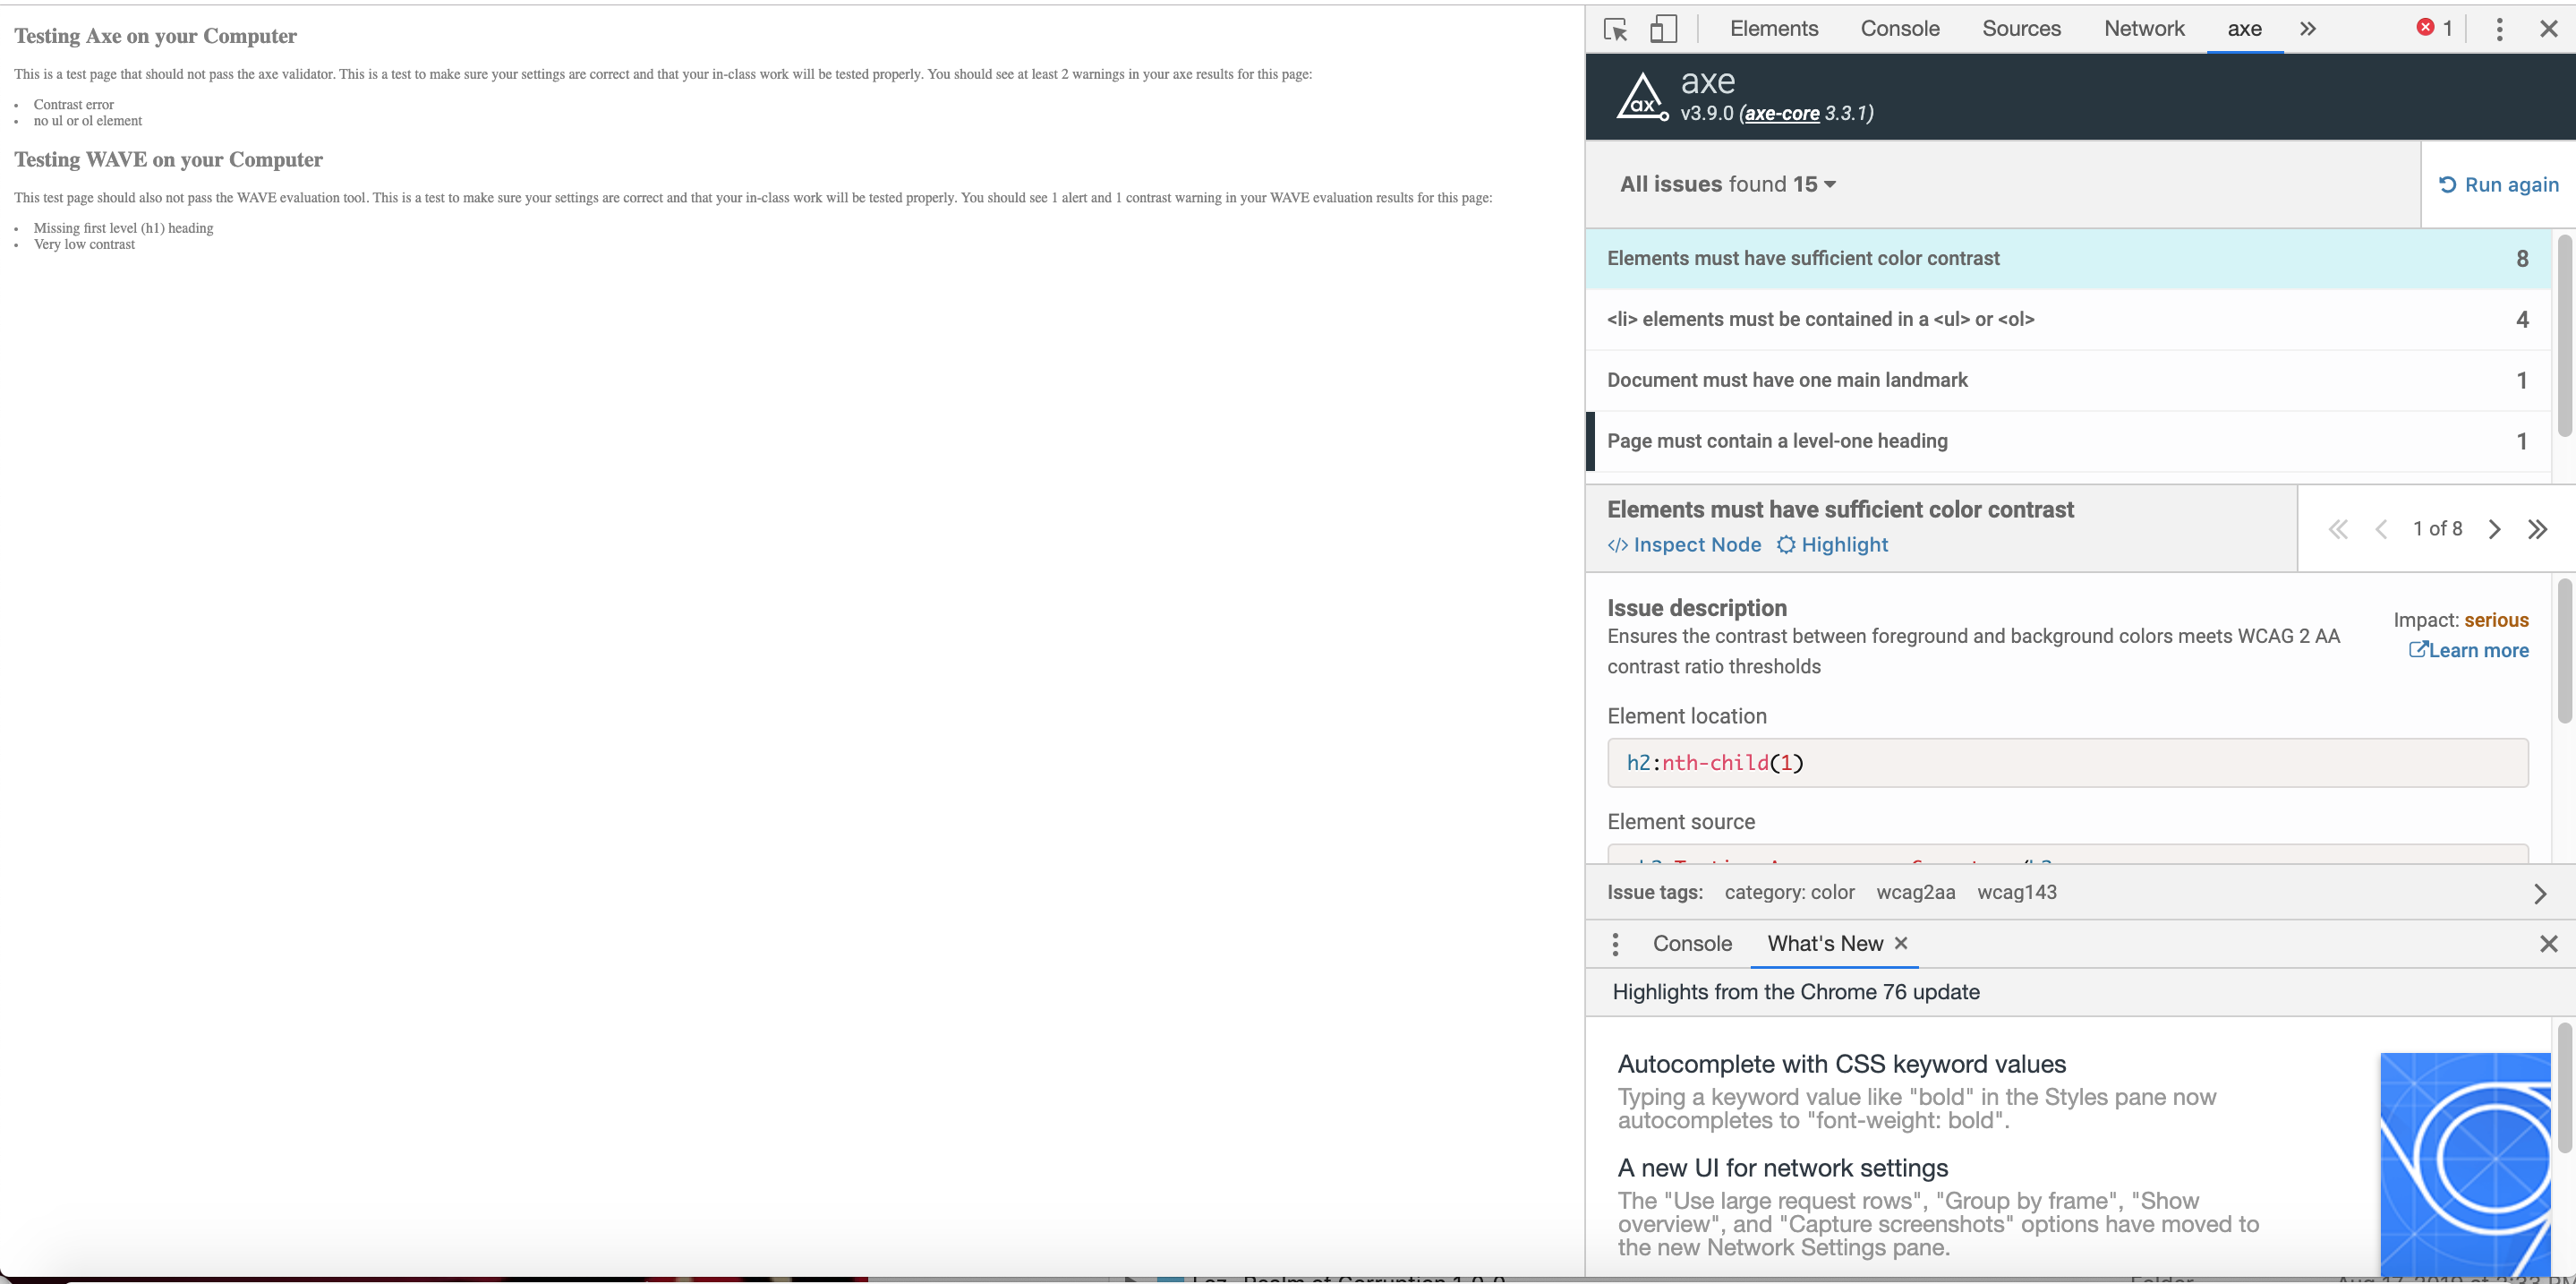 Testing Axe on your Computer
This is a test page that should not pass the axe validator. This is a test to make sure your settings are correct and that your in-class work will be tested properly. You should see at least 2 warnings in your axe results for this page:
• Contrast error
• no ul or ol element
Testing WAVE on your Computer
This test page should also not pass the WAVE evaluation tool. This is a test to make sure your settings are correct and that your in-class work will be tested properly. You should see 1 alert and 1 contrast warning in your WAVE evaluation results for this page:
• Missing first level (h1) heading
• Very low contrast
Elements Console Sources Network axe » 1
ax axe
v3.9.0 (axe-core 3.3.1)
All issues found 15
Run again
Elements must have sufficient color contrast 8
<li> elements must be contained in a <ul> or <ol> 4
Document must have one main landmark 1
Page must contain a level-one heading 1
Elements must have sufficient color contrast
</> Inspect Node Highlight
1 of 8
Issue description
Ensures the contrast between foreground and background colors meets WCAG 2 AA
contrast ratio thresholds
Impact: serious
Learn more
Element location
h2:nth-child(1)
Element source
Issue tags: category: color wcag2aa wcag143
Console What's New ×
Highlights from the Chrome 76 update
Autocomplete with CSS keyword values
Typing a keyword value like "bold" in the Styles pane now
autocompletes to "font-weight: bold".
A new UI for network settings
The "Use large request rows", "Group by frame", "Show
overview", and "Capture screenshots" options have moved to
the new Network Settings pane.